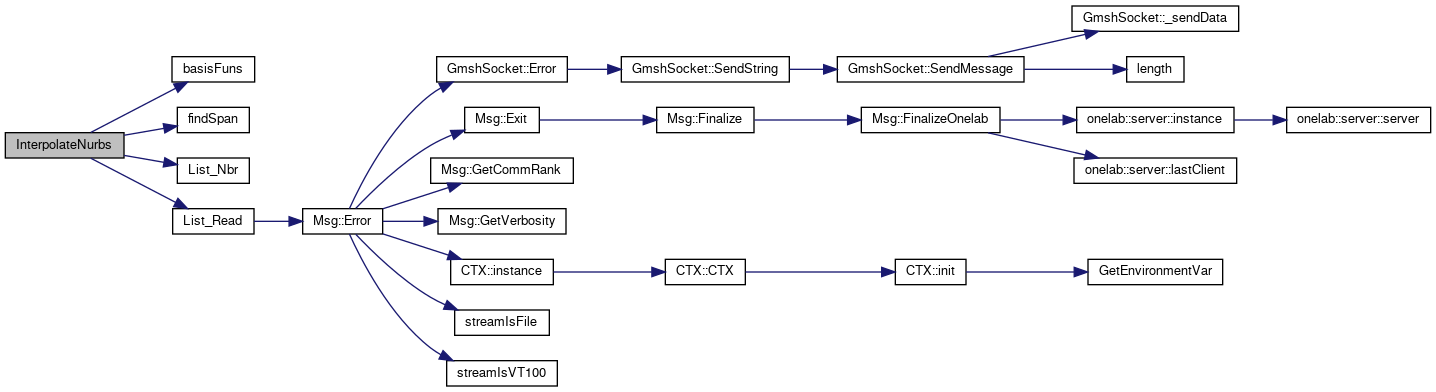 InterpolateNurbs
basisFuns
findSpan
List_Nbr
List_Read
Msg::Error
GmshSocket::Error
GmshSocket::SendString
GmshSocket::SendMessage
GmshSocket::_sendData
length
Msg::Exit
Msg::Finalize
Msg::FinalizeOnelab
onelab::server::instance
onelab::server::server
onelab::server::lastClient
Msg::GetCommRank
Msg::GetVerbosity
CTX::instance
CTX::CTX
CTX::init
GetEnvironmentVar
streamIsFile
streamIsVT100